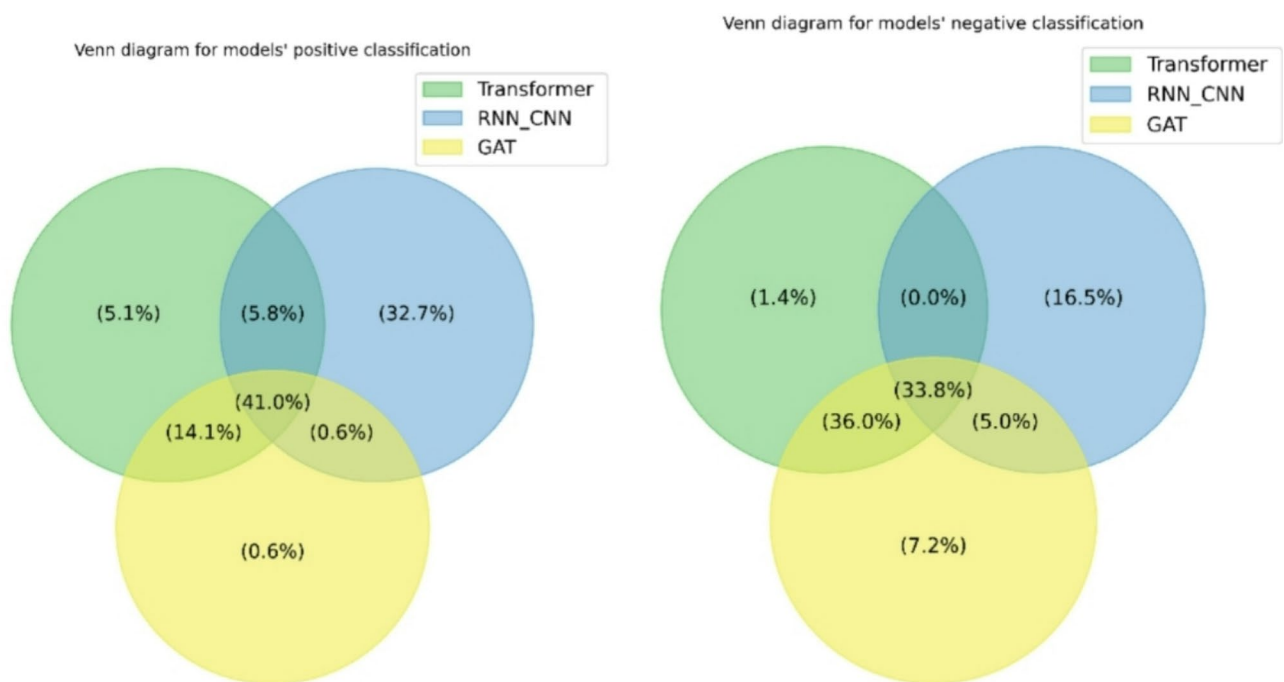 Venn diagram for models' positive classification
Transformer
RNN_CNN
GAT
(5.1%)
(5.8%)
(32.7%)
(41.0%)
(14.1%)
(0.6%)
(0.6%)
Venn diagram for models' negative classification
Transformer
RNN_CNN
GAT
(1.4%)
(0.0%)
(16.5%)
(33.8%)
(36.0%)
(5.0%)
(7.2%)